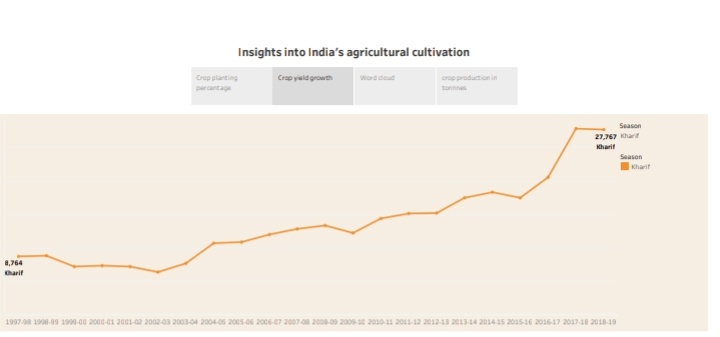 Insights into India's agricultural cultivation
Crop planting
percentage
Crop yield growth
Word cloud
crop production in
tonnnes
Season
Kharif
27,767
Kharif
Season
Kharif
8,764
Kharif
1997-98 1998-99 1999-00 2000-01 2001-02 2002-03 2003-04 2004-05 2005-06 2006-07 2007-08 2008-09 2009-10 2010-11 2011-12 2012-13 2013-14 2014-15 2015-16 2016-17 2017-18 2018-19